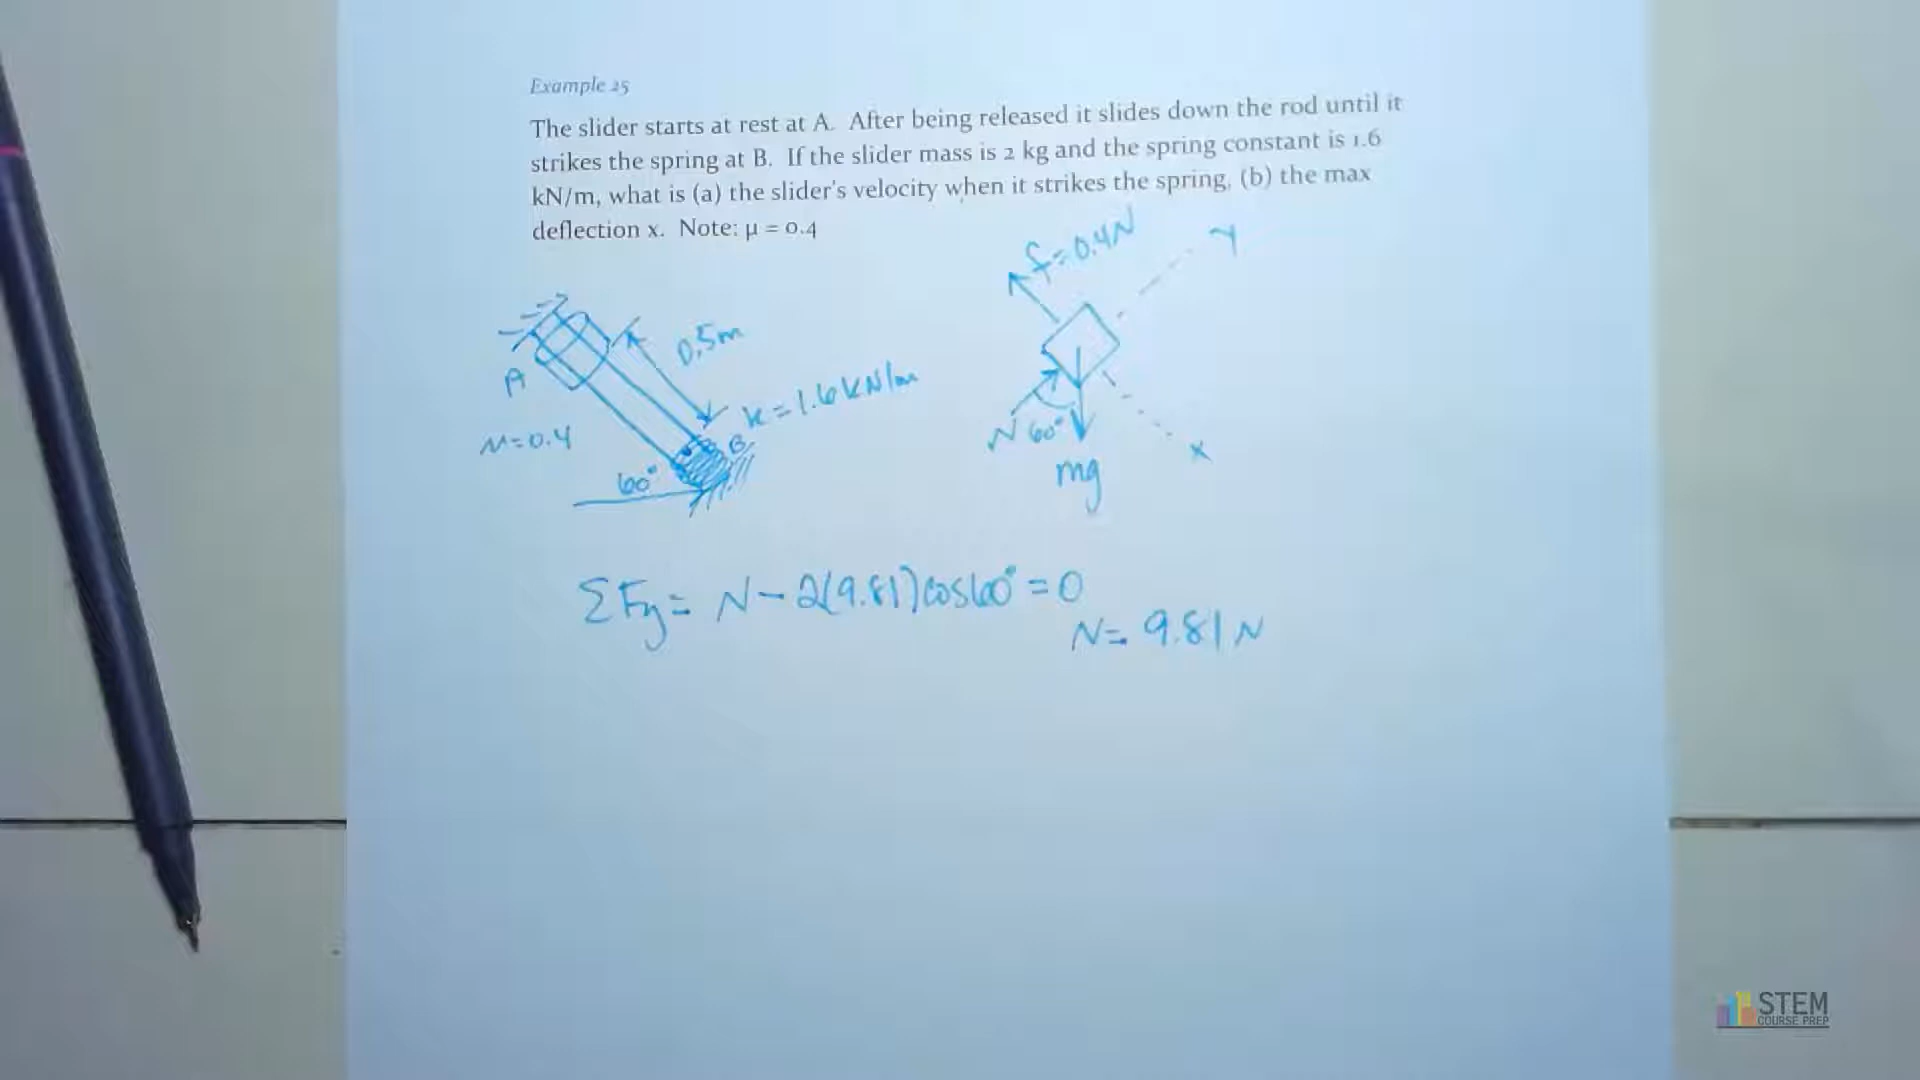 Example 25
The slider starts at rest at A. After being released it slides down the rod until it
strikes the spring at B. If the slider mass is 2 kg and the spring constant is 1.6
kN/m, what is (a) the slider's velocity when it strikes the spring, (b) the max
deflection x. Note: μ = 0.4
f=0.4N
Y
0.5m
A
k=1.6kN/m
μ=0.4
B
60°
N 60°
x
mg
ΣFy= N-2(9.81)cos60°=0
N= 9.81 N
STEM
COURSE PREP